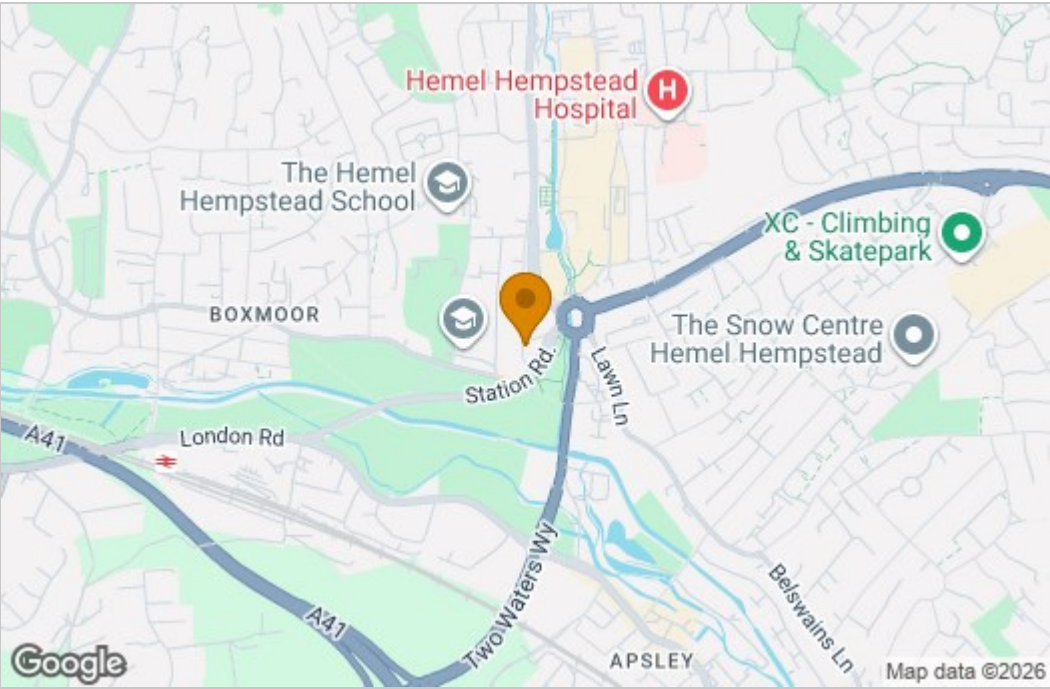 Hemel Hempstead
Hospital
H
The Hemel
Hempstead School
XC - Climbing
& Skatepark
BOXMOOR
The Snow Centre
Hemel Hempstead
Station Rd.
Lawn Ln
London Rd
A41
Two Waters Wy
Belswains Ln
A41
APSLEY
Google
Map data ©2026